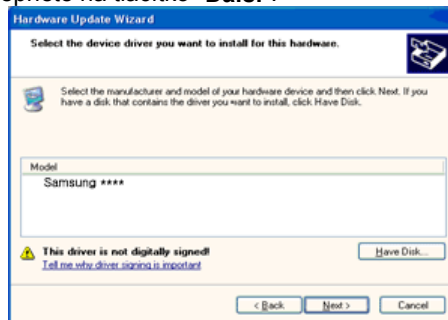 Hardware Update Wizard
Select the device driver you want to install for this hardware.
Select the manufacturer and model of your hardware device and then click Next. If you
have a disk that contains the driver you want to install, click Have Disk.
Model
Samsung ****
This driver is not digitally signed!
Have Disk...
Tell me why driver signing is important
< Back
Next >
Cancel